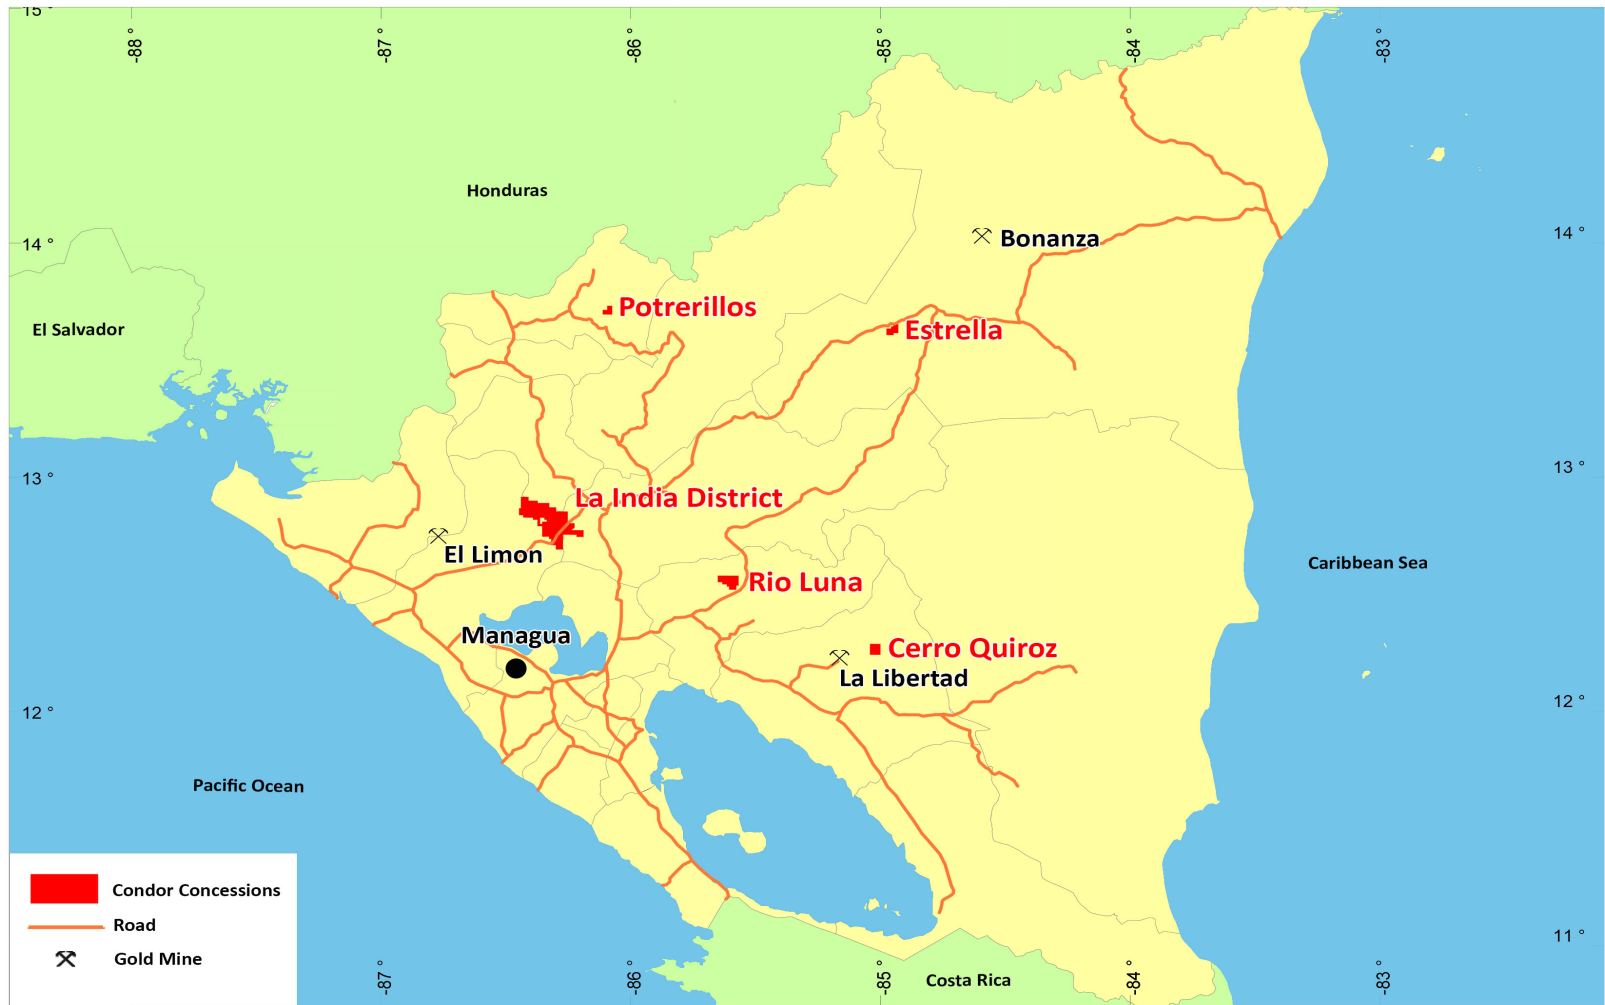 15 °
-88 °
-87 °
-86 °
-85 °
-84 °
-83 °
Honduras
14 °
Bonanza
14 °
Potrerillos
El Salvador
Estrella
13 °
13 °
La India District
El Limon
Caribbean Sea
Rio Luna
Managua
Cerro Quiroz
La Libertad
12 °
12 °
Pacific Ocean
Condor Concessions
Road
Gold Mine
11 °
-87 °
-86 °
-85 °
Costa Rica
-84 °
-83 °